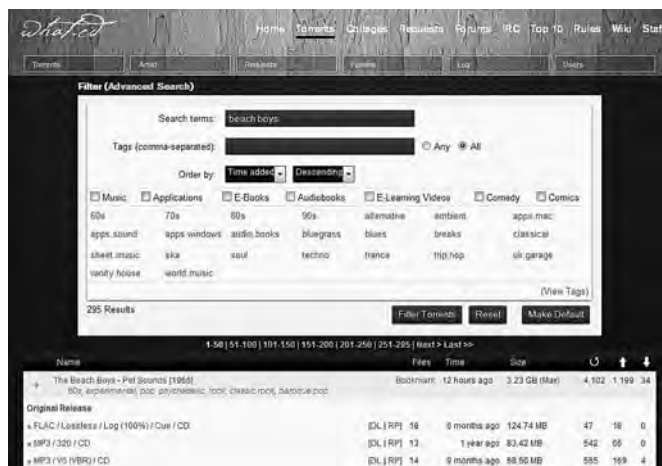 what.cd
Home Torrents Collages Requests Forums IRC Top 10 Rules Wiki Staf
Torrents Artist Requests Forums Log Users
Filter (Advanced Search)
Search terms: beach boys
Tags (comma-separated): Any All
Order by: Time added Descending
Music Applications E-Books Audiobooks E-Learning Videos Comedy Comics
60s 70s 80s 90s alternative ambient apps.mac
apps.sound apps.windows audio.books bluegrass blues breaks classical
sheet.music ska soul techno trance trip.hop uk.garage
vanity.house world.music
(View Tags)
295 Results Filter Torrents Reset Make Default
1-50 | 51-100 | 101-150 | 151-200 | 201-250 | 251-295 | Next > Last >>
Name Files Time Size
+ The Beach Boys - Pet Sounds [1966] Bookmark 12 hours ago 3.23 GB (Max) 4,102 1,199 34
60s, experimental, pop, psychedelic, rock, classic.rock, baroque.pop
Original Release
» FLAC / Lossless / Log (100%) / Cue / CD [DL | RP] 16 months ago 124.74 MB 47 16 0
» MP3 / 320 / CD [DL | RP] 13 1 year ago 83.42 MB 542 66 0
» MP3 / V0 (VBR) / CD [DL | RP] 14 9 months ago 68.50 MB 585 169 4